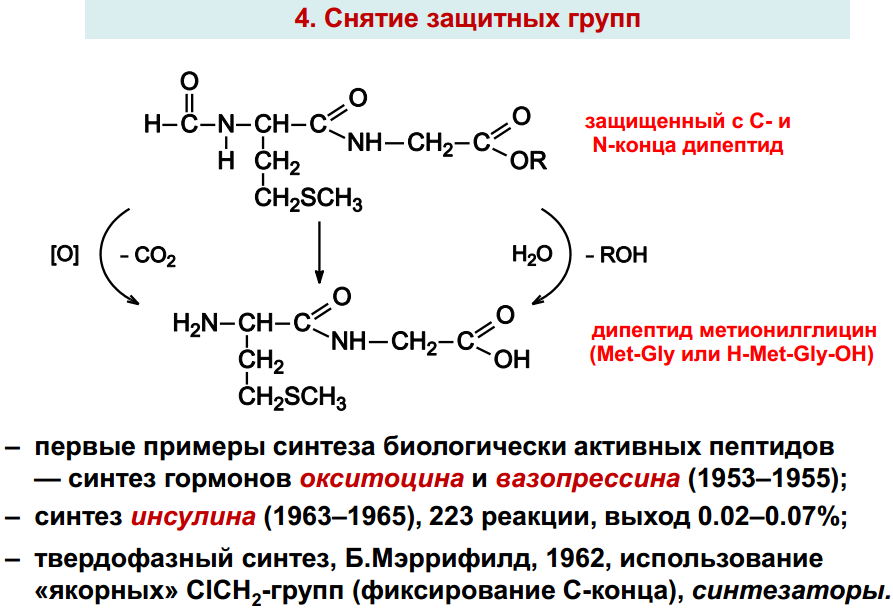 4. Снятие защитных групп
O
H–C–N–CH–C
O
H
CH₂
NH–CH₂–C
O
OR
CH₂SCH₃
защищенный с С- и
N-конца дипептид
[O]
- CO₂
H₂O
- ROH
H₂N–CH–C
O
CH₂
NH–CH₂–C
O
OH
CH₂SCH₃
дипептид метионилглицин
(Met-Gly или H-Met-Gly-OH)
– первые примеры синтеза биологически активных пептидов
— синтез гормонов окситоцина и вазопрессина (1953–1955);
– синтез инсулина (1963–1965), 223 реакции, выход 0.02–0.07%;
– твердофазный синтез, Б.Мэррифилд, 1962, использование
«якорных» ClCH₂-групп (фиксирование С-конца), синтезаторы.